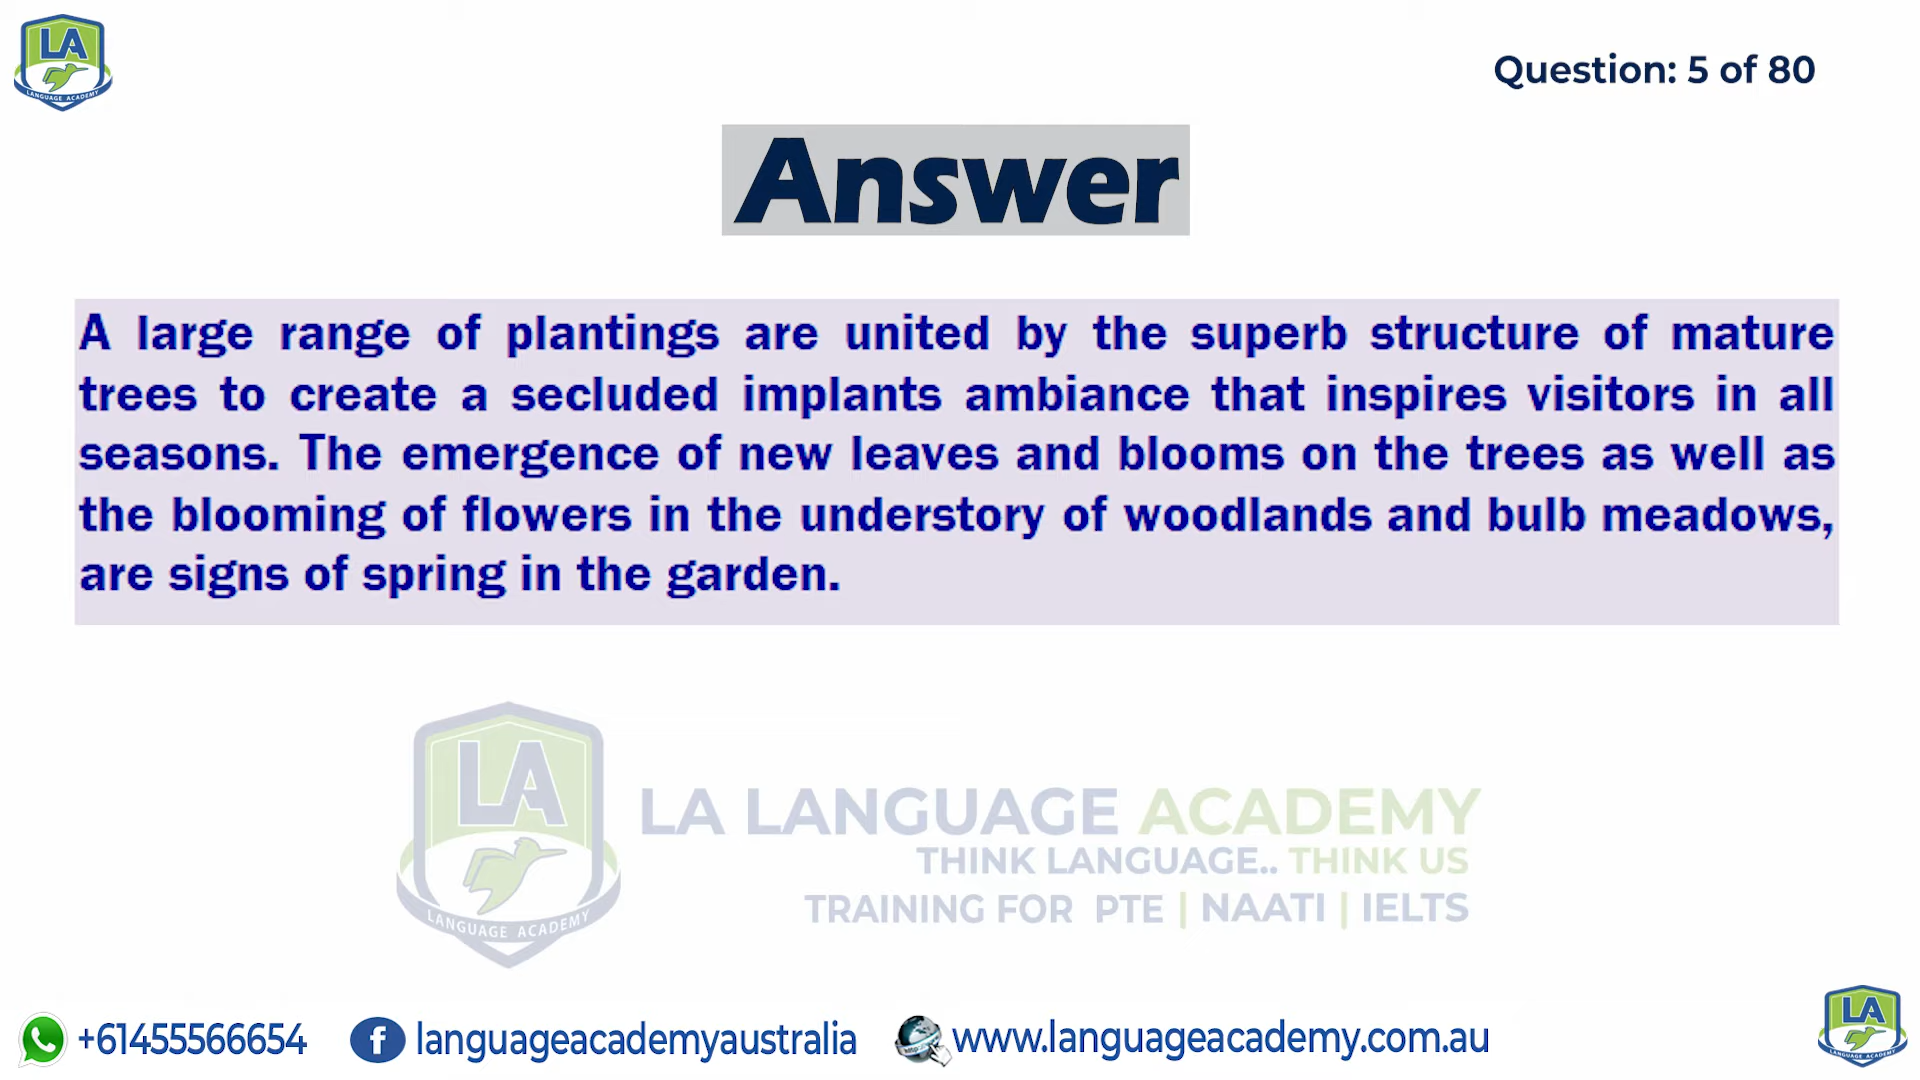 LA
LANGUAGE ACADEMY
Question: 5 of 80
Answer
A large range of plantings are united by the superb structure of mature
trees to create a secluded implants ambiance that inspires visitors in all
seasons. The emergence of new leaves and blooms on the trees as well as
the blooming of flowers in the understory of woodlands and bulb meadows,
are signs of spring in the garden.
LA
LANGUAGE ACADEMY
LA LANGUAGE ACADEMY
THINK LANGUAGE.. THINK US
TRAINING FOR PTE | NAATI | IELTS
+61455566654
f languageacademyaustralia
www.languageacademy.com.au
LA
LANGUAGE ACADEMY